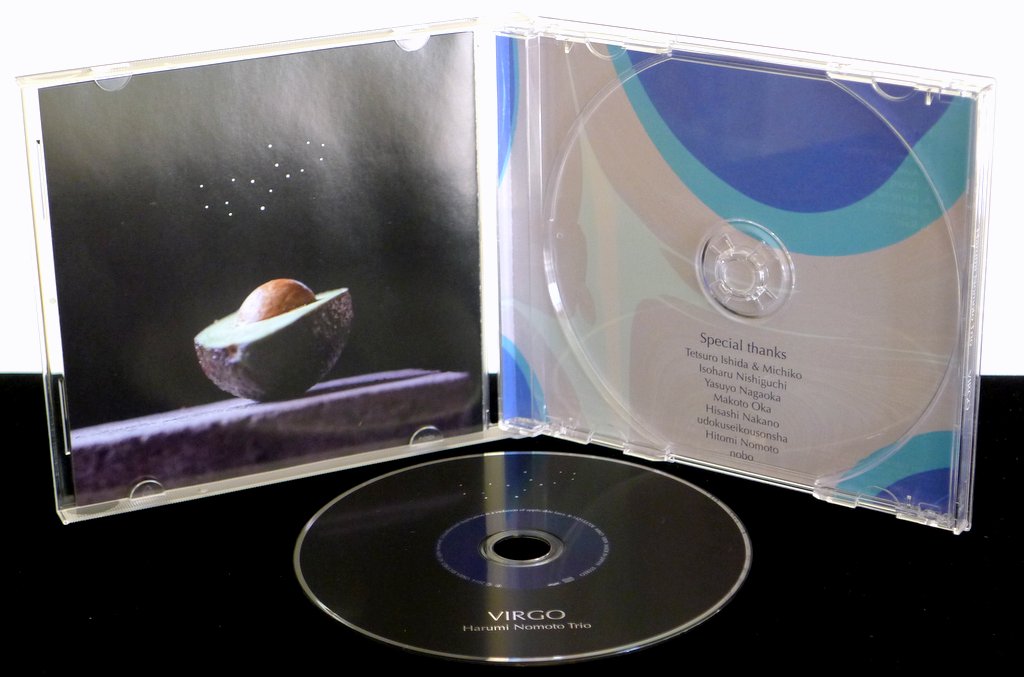 Special thanks
Tetsuro Ishida & Michiko
Isoharu Nishiguchi
Yasuyo Nagaoka
Makoto Oka
Hisashi Nakano
udokuseikousonsha
Hitomi Nomoto
nobo
VIRGO
Harumi Nomoto Trio